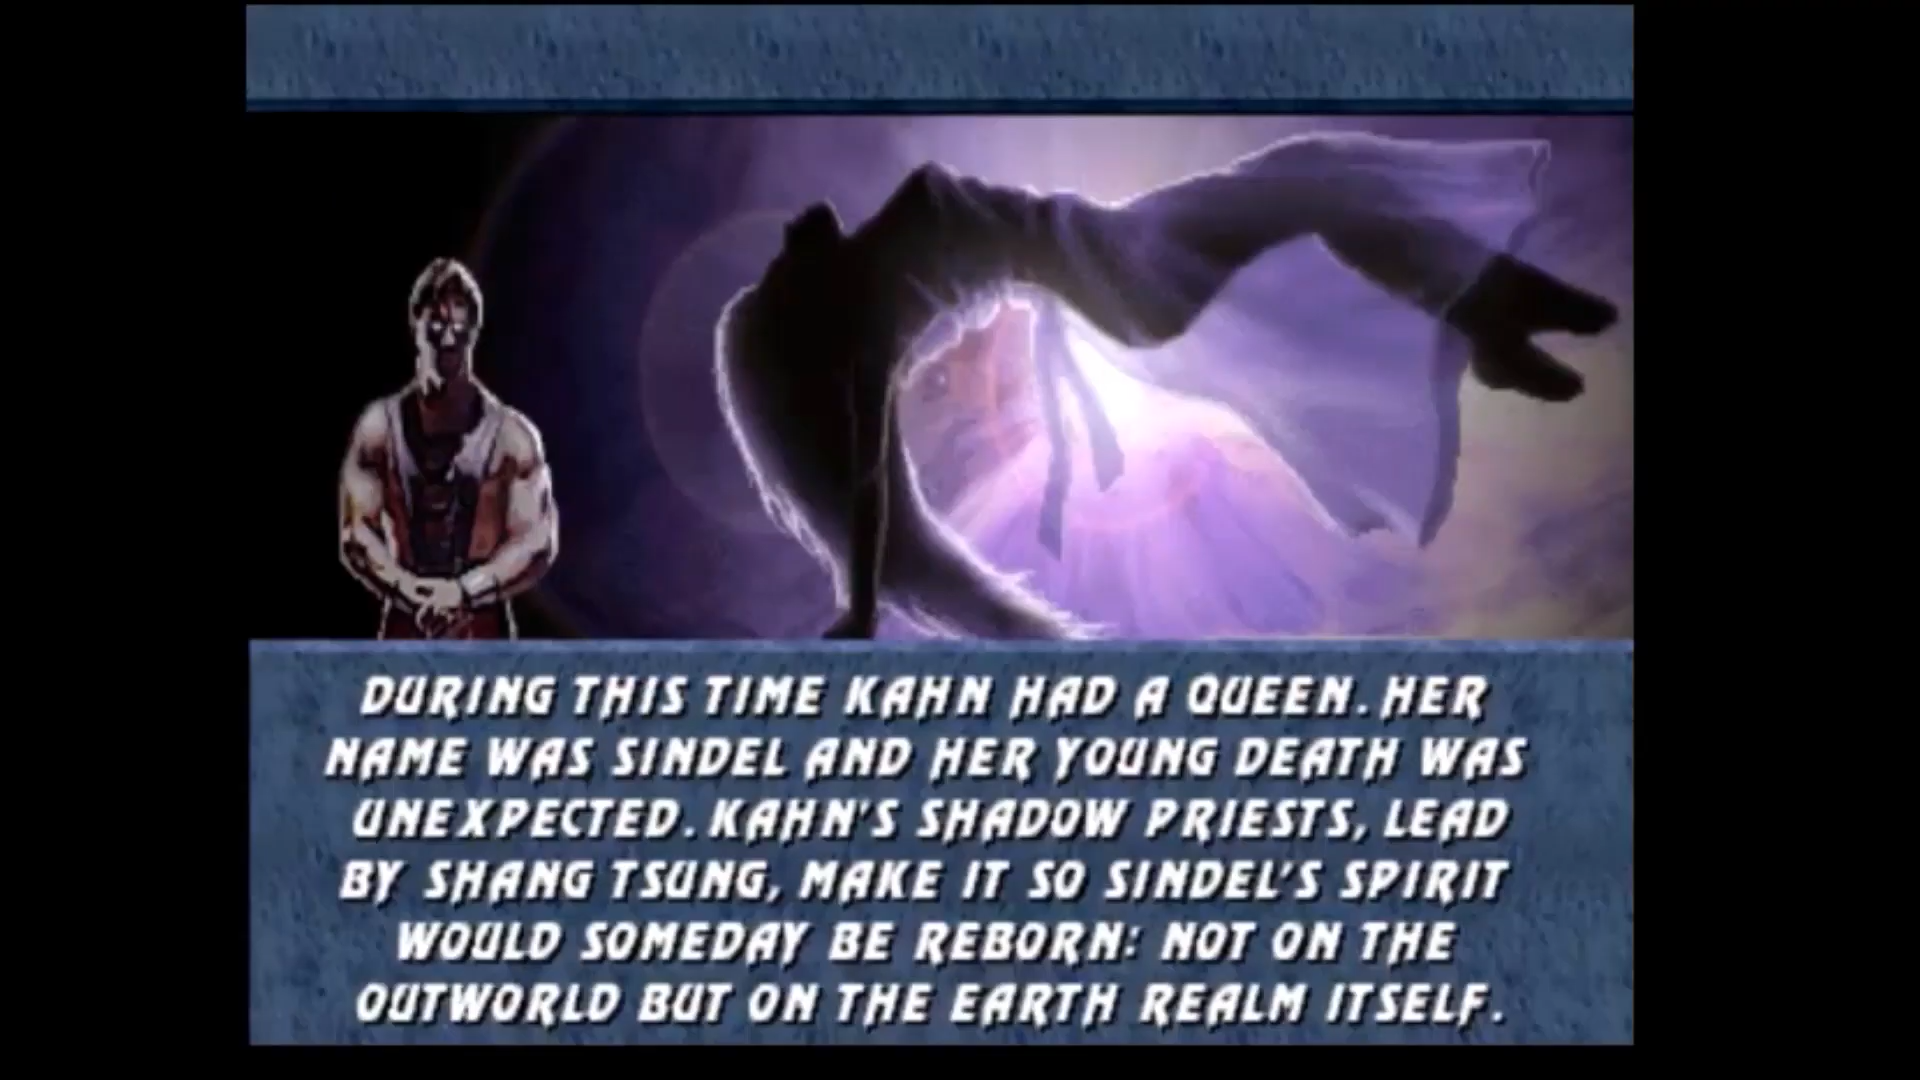 DURING THIS TIME KAHN HAD A QUEEN. HER
NAME WAS SINDEL AND HER YOUNG DEATH WAS
UNEXPECTED. KAHN'S SHADOW PRIESTS, LEAD
BY SHANG TSUNG, MAKE IT SO SINDEL'S SPIRIT
WOULD SOMEDAY BE REBORN: NOT ON THE
OUTWORLD BUT ON THE EARTH REALM ITSELF.